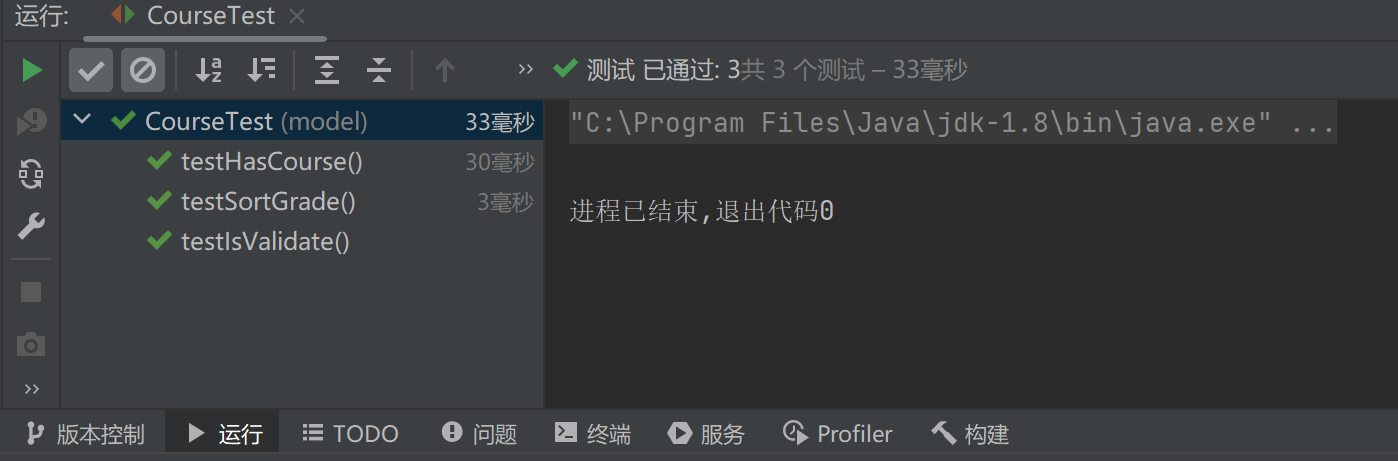 运行: CourseTest
测试 已通过: 3共 3 个测试 – 33毫秒
CourseTest (model) 33毫秒
testHasCourse() 30毫秒
testSortGrade() 3毫秒
testIsValidate()
"C:\Program Files\Java\jdk-1.8\bin\java.exe" ...
进程已结束,退出代码0
版本控制 运行 TODO 问题 终端 服务 Profiler 构建